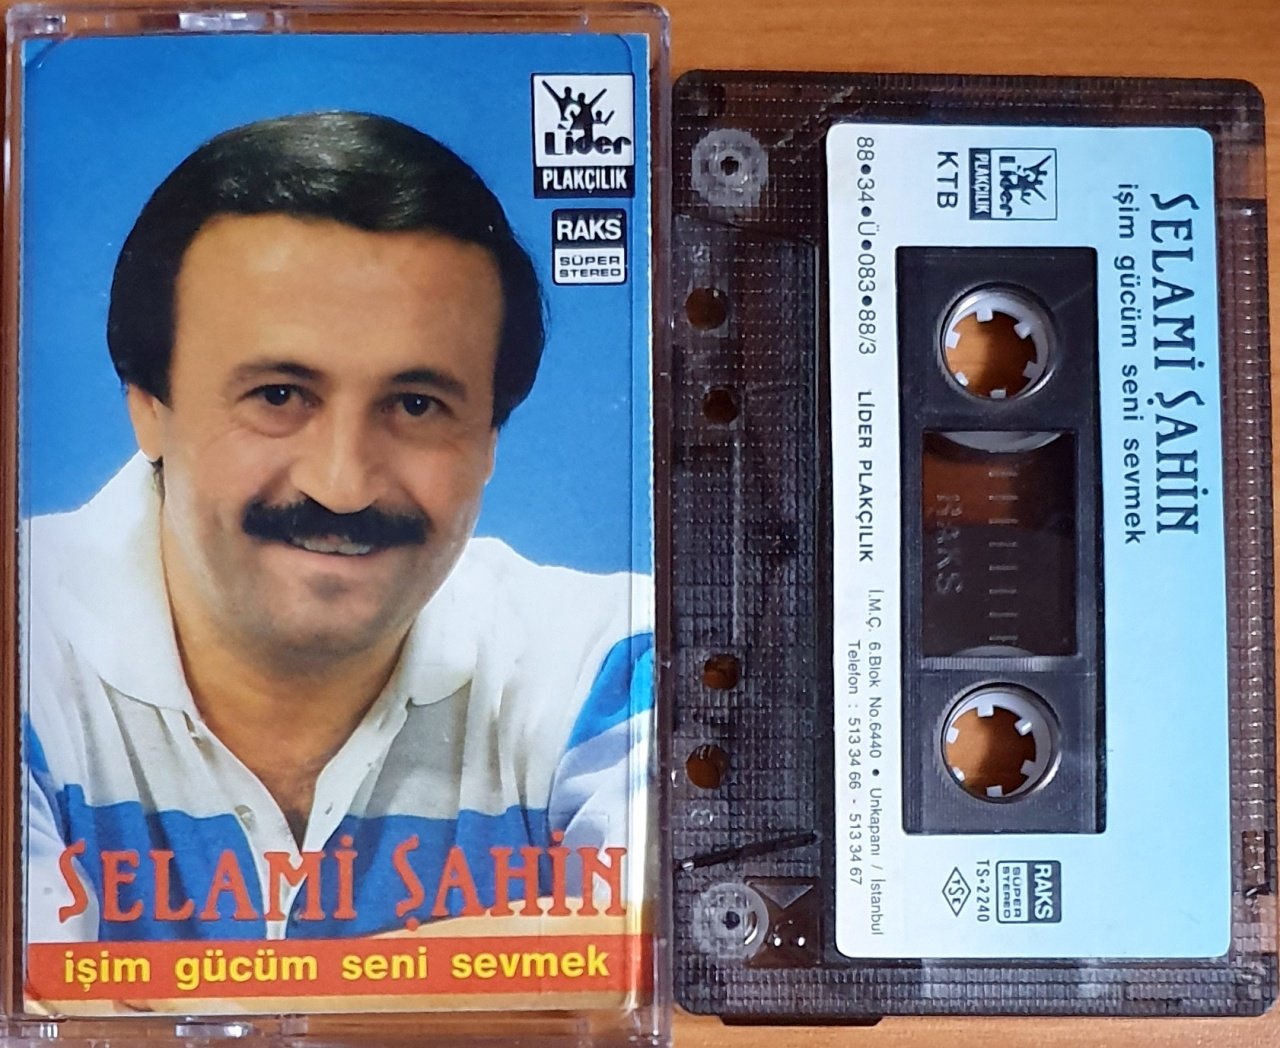 Lider
PLAKÇILIK
RAKS
SÜPER
STEREO
SELAMİ ŞAHİN
işim gücüm seni sevmek
SELAMİ ŞAHİN
işim gücüm seni sevmek
Lider
PLAKÇILIK
KTB
RAKS
RAKS
SÜPER
STEREO
TS•2240
TSE
88•34•Ü•083•88/3
LİDER PLAKÇILIK
İ.M.Ç. 6.Blok No.6440 • Unkapanı / İstanbul
Telefon : 513 34 66 - 513 34 67